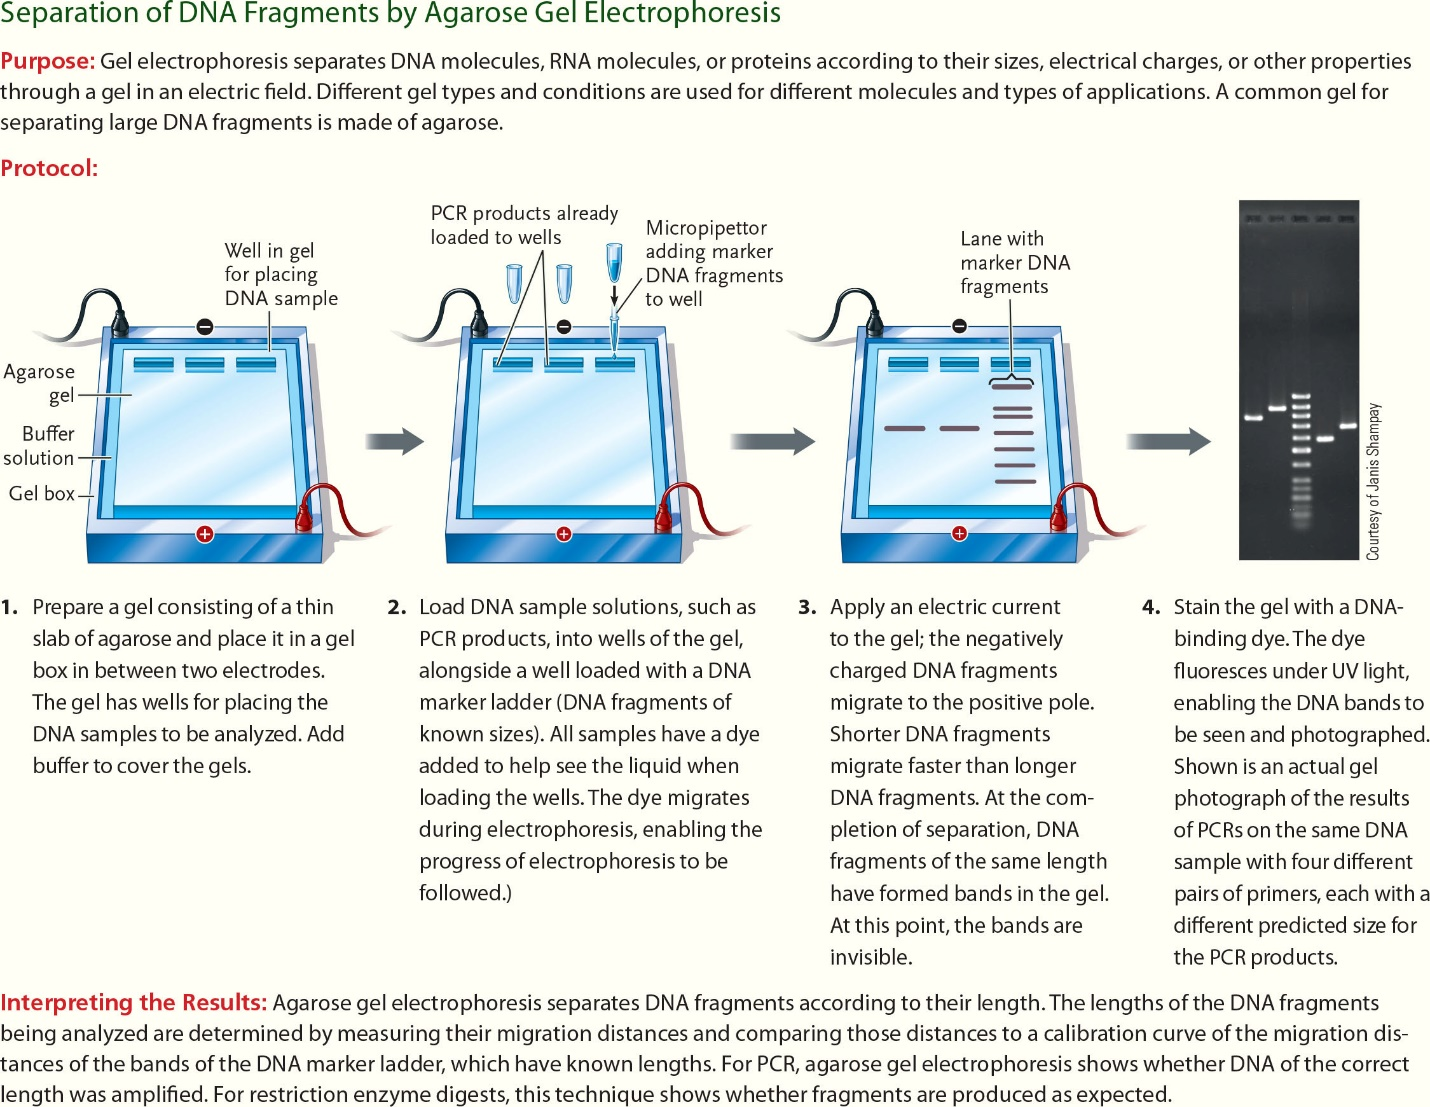 Separation of DNA Fragments by Agarose Gel Electrophoresis
Purpose: Gel electrophoresis separates DNA molecules, RNA molecules, or proteins according to their sizes, electrical charges, or other properties
through a gel in an electric field. Different gel types and conditions are used for different molecules and types of applications. A common gel for
separating large DNA fragments is made of agarose.
Protocol:
Well in gel
for placing
DNA sample
Agarose
gel
Buffer
solution
Gel box
−
+
PCR products already
loaded to wells
Micropipettor
adding marker
DNA fragments
to well
−
+
Lane with
marker DNA
fragments
−
+
Courtesy of Janis Shampay
1. Prepare a gel consisting of a thin
slab of agarose and place it in a gel
box in between two electrodes.
The gel has wells for placing the
DNA samples to be analyzed. Add
buffer to cover the gels.
2. Load DNA sample solutions, such as
PCR products, into wells of the gel,
alongside a well loaded with a DNA
marker ladder (DNA fragments of
known sizes). All samples have a dye
added to help see the liquid when
loading the wells. The dye migrates
during electrophoresis, enabling the
progress of electrophoresis to be
followed.)
3. Apply an electric current
to the gel; the negatively
charged DNA fragments
migrate to the positive pole.
Shorter DNA fragments
migrate faster than longer
DNA fragments. At the com-
pletion of separation, DNA
fragments of the same length
have formed bands in the gel.
At this point, the bands are
invisible.
4. Stain the gel with a DNA-
binding dye. The dye
fluoresces under UV light,
enabling the DNA bands to
be seen and photographed.
Shown is an actual gel
photograph of the results
of PCRs on the same DNA
sample with four different
pairs of primers, each with a
different predicted size for
the PCR products.
Interpreting the Results: Agarose gel electrophoresis separates DNA fragments according to their length. The lengths of the DNA fragments
being analyzed are determined by measuring their migration distances and comparing those distances to a calibration curve of the migration dis-
tances of the bands of the DNA marker ladder, which have known lengths. For PCR, agarose gel electrophoresis shows whether DNA of the correct
length was amplified. For restriction enzyme digests, this technique shows whether fragments are produced as expected.